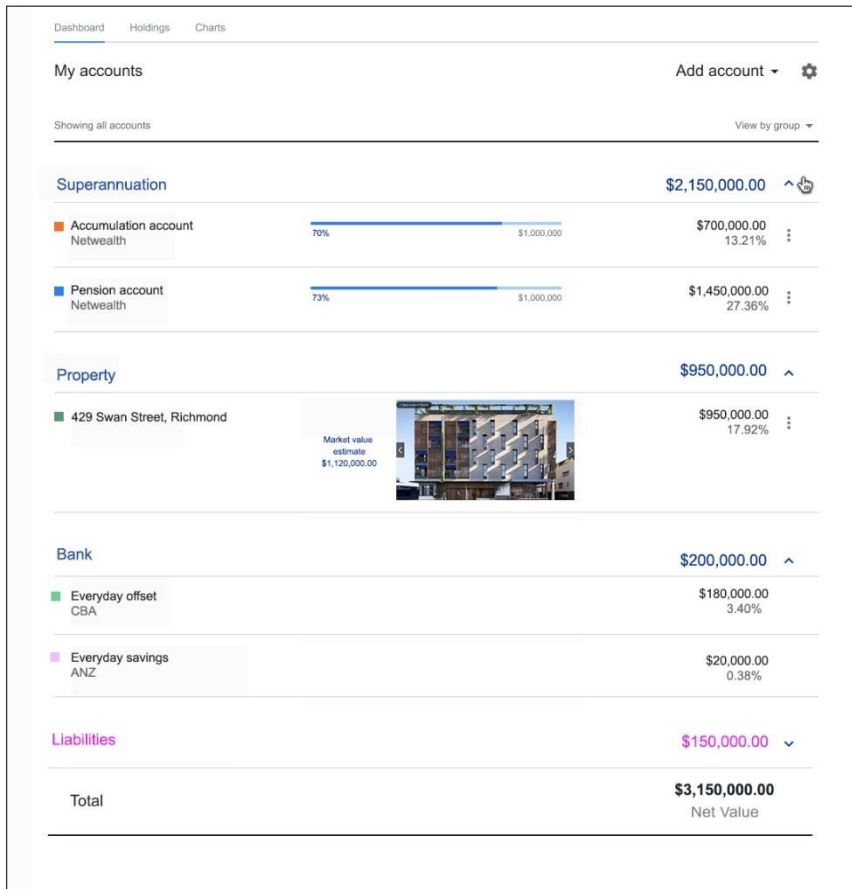 Dashboard Holdings Charts
My accounts Add account
Showing all accounts View by group
Superannuation $2,150,000.00
Accumulation account $700,000.00
Netwealth 70% $1,000,000 13.21%
Pension account $1,450,000.00
Netwealth 73% $1,000,000 27.36%
Property $950,000.00
429 Swan Street, Richmond $950,000.00
17.92%
Market value
estimate
$1,120,000.00
Bank $200,000.00
Everyday offset $180,000.00
CBA 3.40%
Everyday savings $20,000.00
ANZ 0.38%
Liabilities $150,000.00
Total $3,150,000.00
Net Value